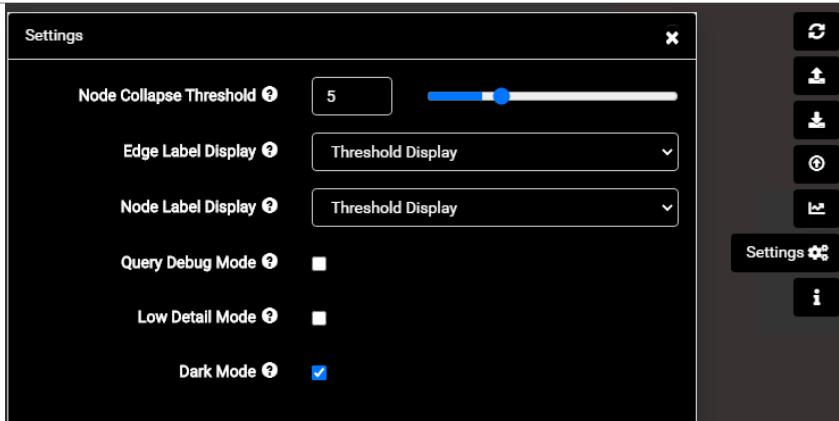 Settings
Node Collapse Threshold
5
Edge Label Display
Threshold Display
Node Label Display
Threshold Display
Query Debug Mode
Low Detail Mode
Dark Mode
Settings